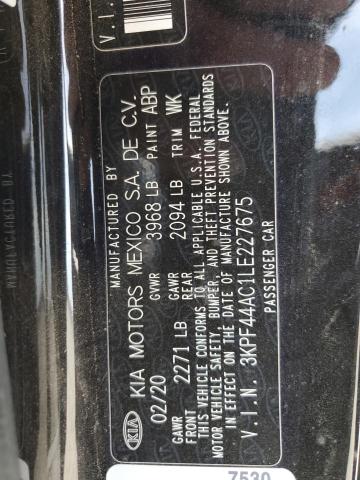 MANUFACTURED BY
KIA KIA MOTORS MEXICO S.A. DE C.V.
02/20 GVWR 3968 LB PAINT ABP
GAWR FRONT 2271 LB GAWR REAR 2094 LB TRIM WK
THIS VEHICLE CONFORMS TO ALL APPLICABLE U.S.A. FEDERAL
MOTOR VEHICLE SAFETY, BUMPER, AND THEFT PREVENTION STANDARDS
IN EFFECT ON THE DATE OF MANUFACTURE SHOWN ABOVE.
V.I.N. 3KPF44AC1LE227675
PASSENGER CAR
V.I.
7530